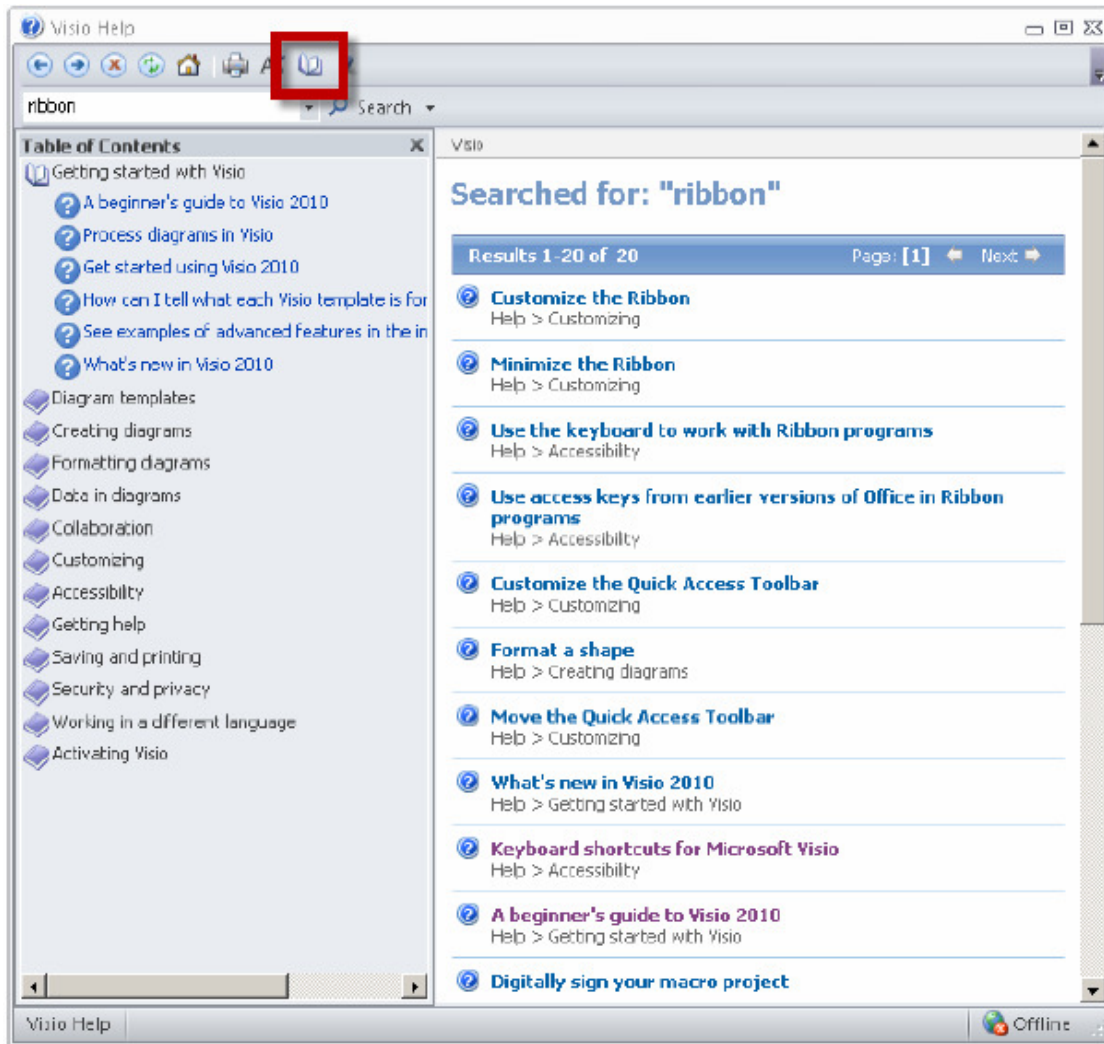 Visio Help
ribbon
Search
Table of Contents
Getting started with Visio
A beginner's guide to Visio 2010
Process diagrams in Visio
Get started using Visio 2010
How can I tell what each Visio template is for
See examples of advanced features in the in
What's new in Visio 2010
Diagram templates
Creating diagrams
Formatting diagrams
Data in diagrams
Collaboration
Customizing
Accessibility
Getting help
Saving and printing
Security and privacy
Working in a different language
Activating Visio
Visio
Searched for: "ribbon"
Results 1-20 of 20 Page: [1] Next
Customize the Ribbon
Help > Customizing
Minimize the Ribbon
Help > Customizing
Use the keyboard to work with Ribbon programs
Help > Accessibility
Use access keys from earlier versions of Office in Ribbon
programs
Help > Accessibility
Customize the Quick Access Toolbar
Help > Customizing
Format a shape
Help > Creating diagrams
Move the Quick Access Toolbar
Help > Customizing
What's new in Visio 2010
Help > Getting started with Visio
Keyboard shortcuts for Microsoft Visio
Help > Accessibility
A beginner's guide to Visio 2010
Help > Getting started with Visio
Digitally sign your macro project
Visio Help
Offline